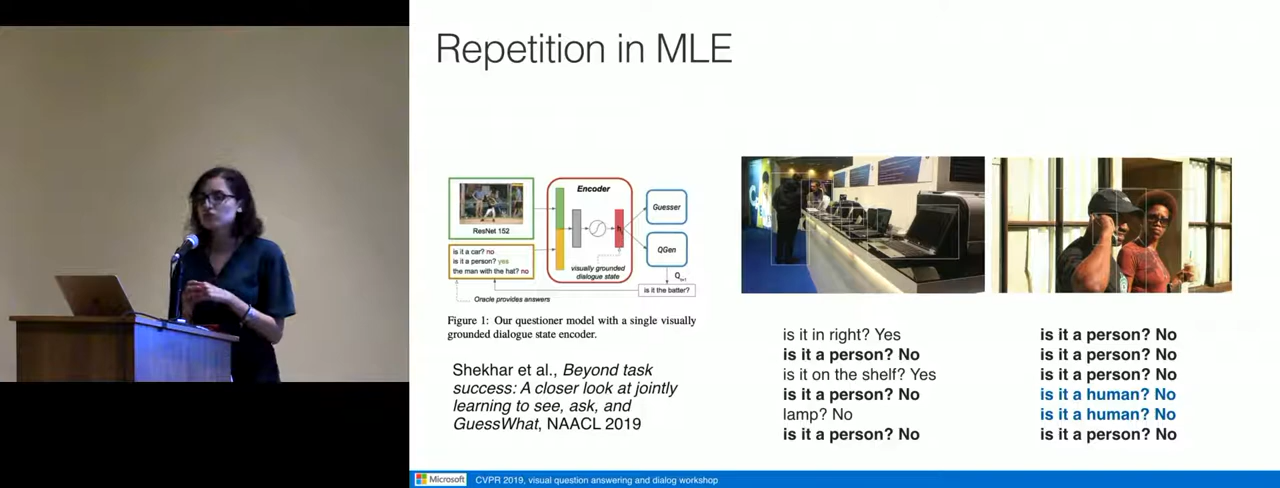 Repetition in MLE
Encoder
ResNet 152
Guesser
QGen
is it a car? no
is it a person? yes
the man with the hat? no
visually grounded
dialogue state
is it the batter?
Oracle provides answers
Figure 1: Our questioner model with a single visually
grounded dialogue state encoder.
Shekhar et al., Beyond task
success: A closer look at jointly
learning to see, ask, and
GuessWhat, NAACL 2019
is it in right? Yes
is it a person? No
is it on the shelf? Yes
is it a person? No
lamp? No
is it a person? No
is it a person? No
is it a person? No
is it a person? No
is it a human? No
is it a human? No
is it a person? No
Microsoft
CVPR 2019, visual question answering and dialog workshop